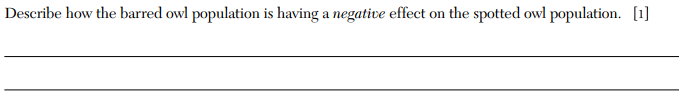 Describe how the barred owl population is having a negative effect on the spotted owl population. [1]